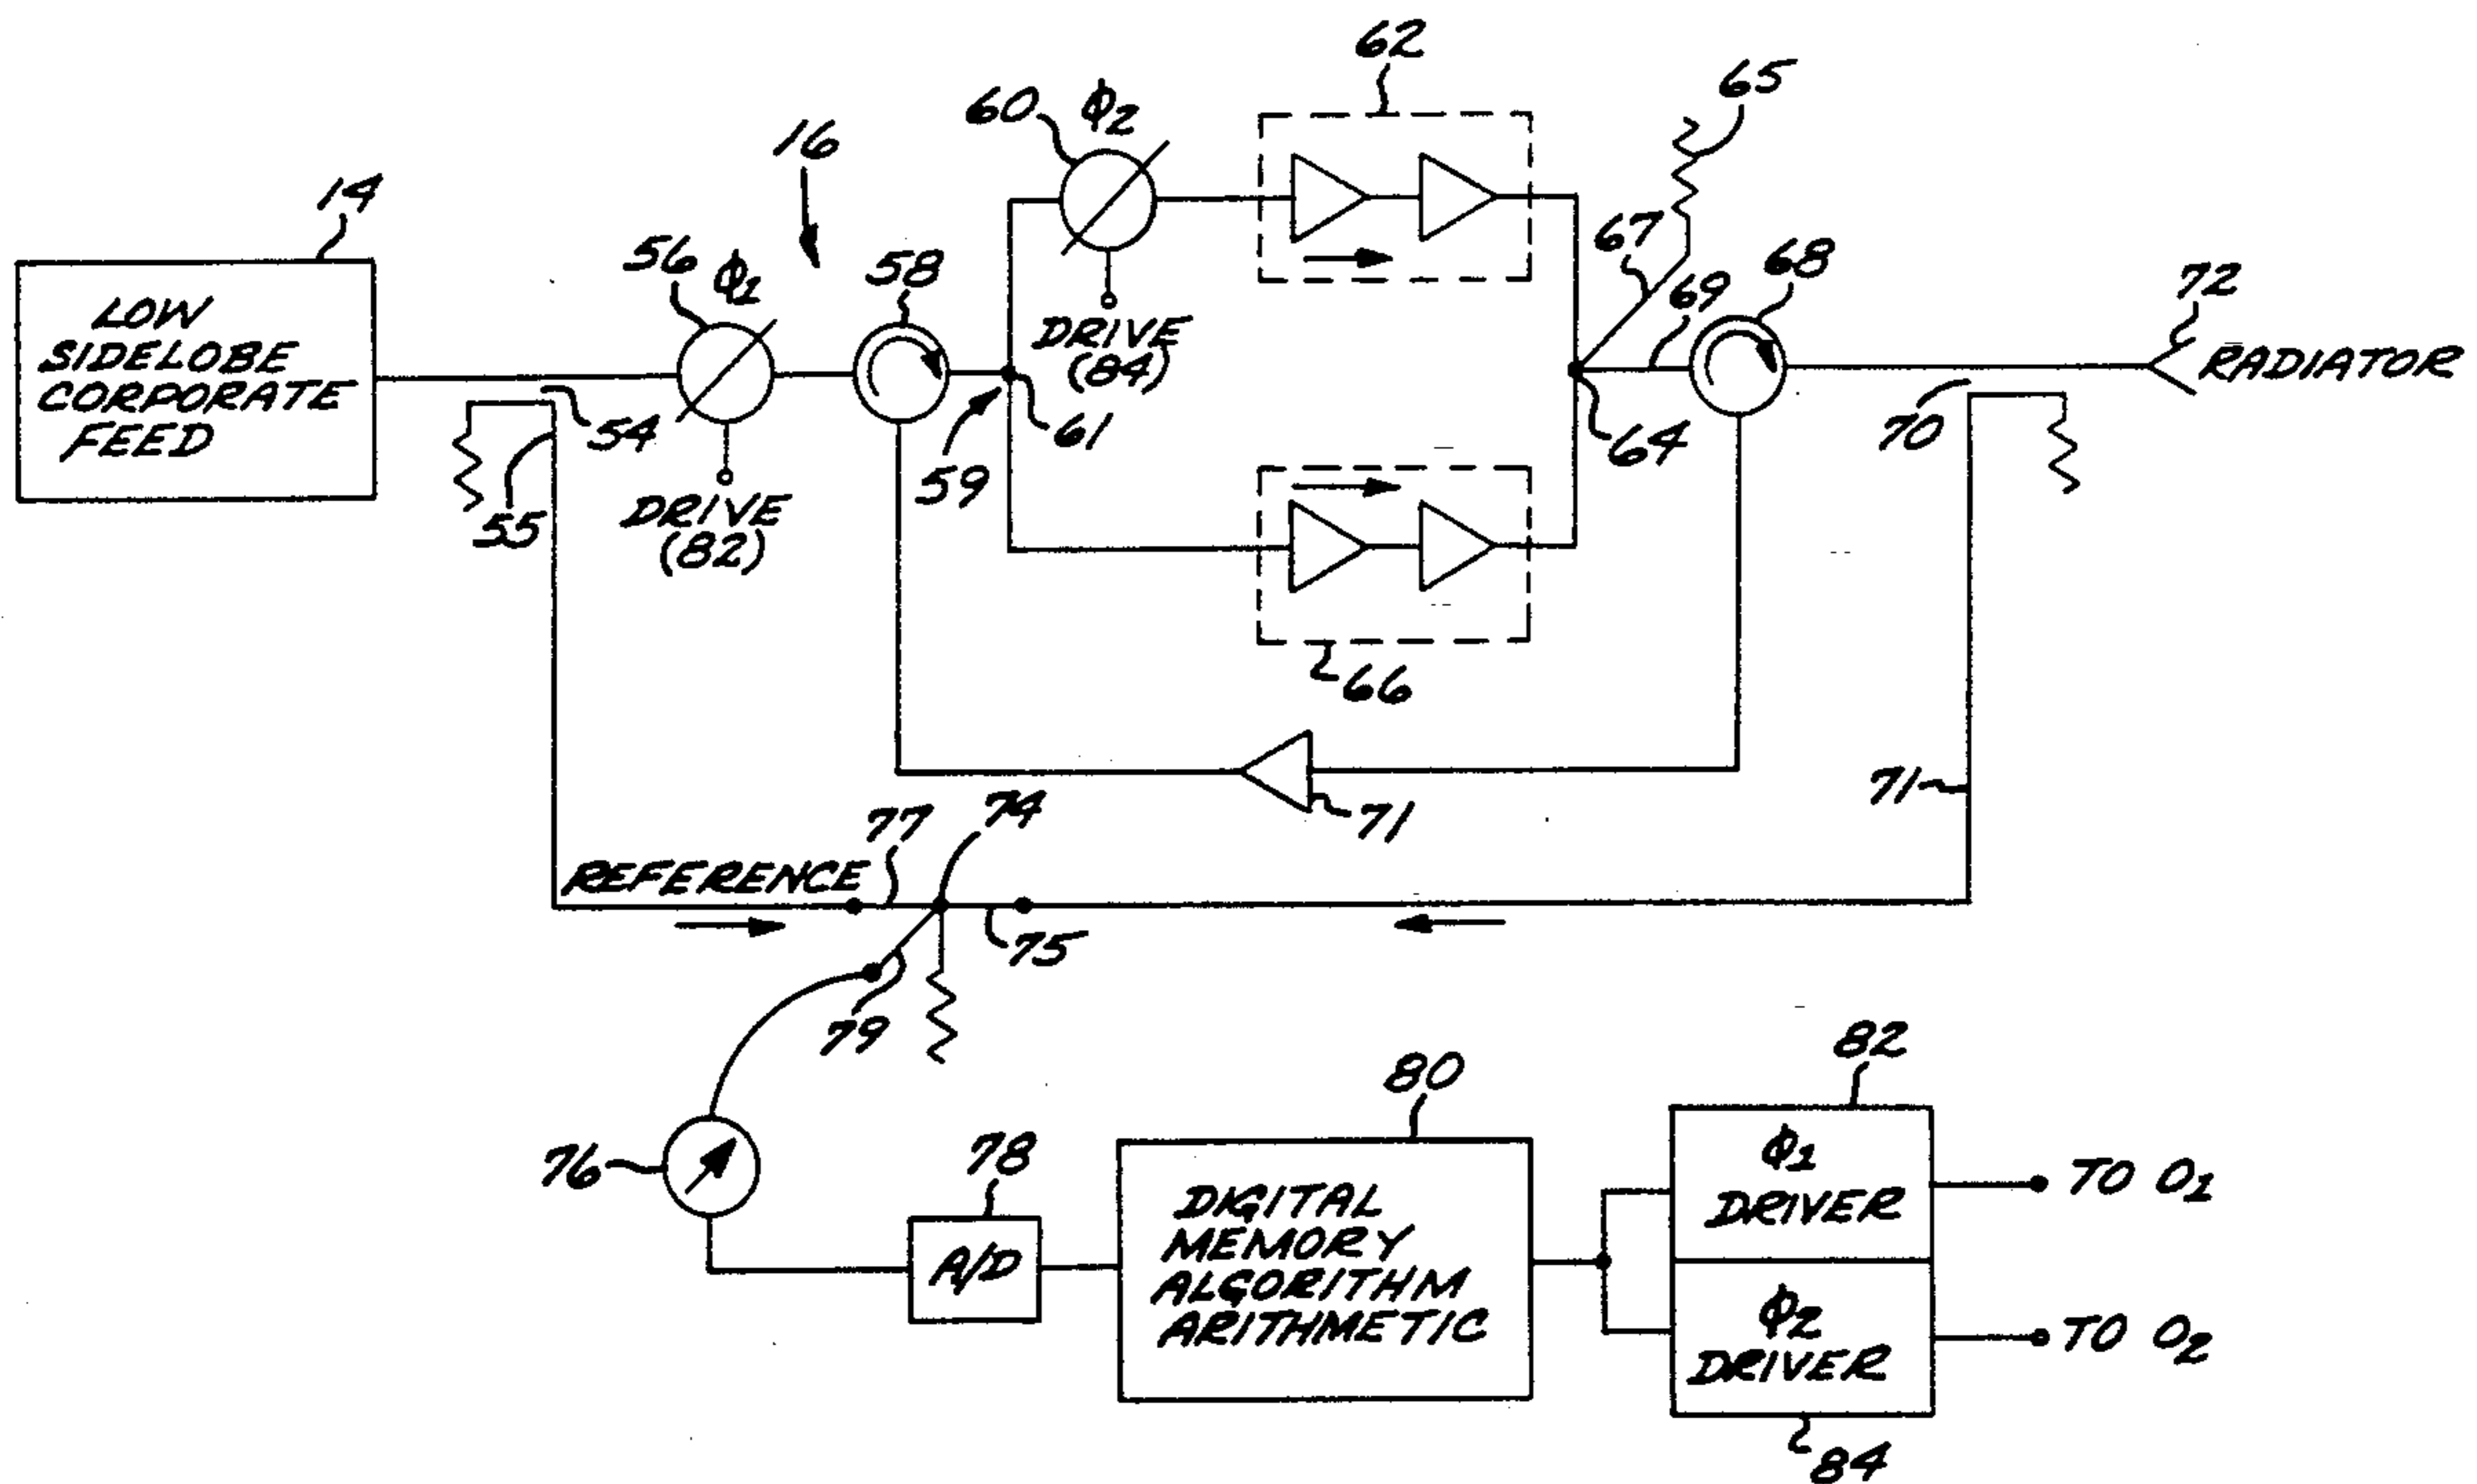 62
65
60
ϕ2
16
14
67
68
56
ϕ1
58
69
72
LOW
SIDELOBE
CORPORATE
FEED
DRIVE
(84)
RADIATOR
54
61
64
70
59
55
DRIVE
(82)
66
71
71
77
74
REFERENCE
75
79
82
80
76
78
ϕ1
DRIVER
TO O1
A/D
DIGITAL
MEMORY
ALGORITHM
ARITHMETIC
ϕ2
DRIVER
TO O2
84